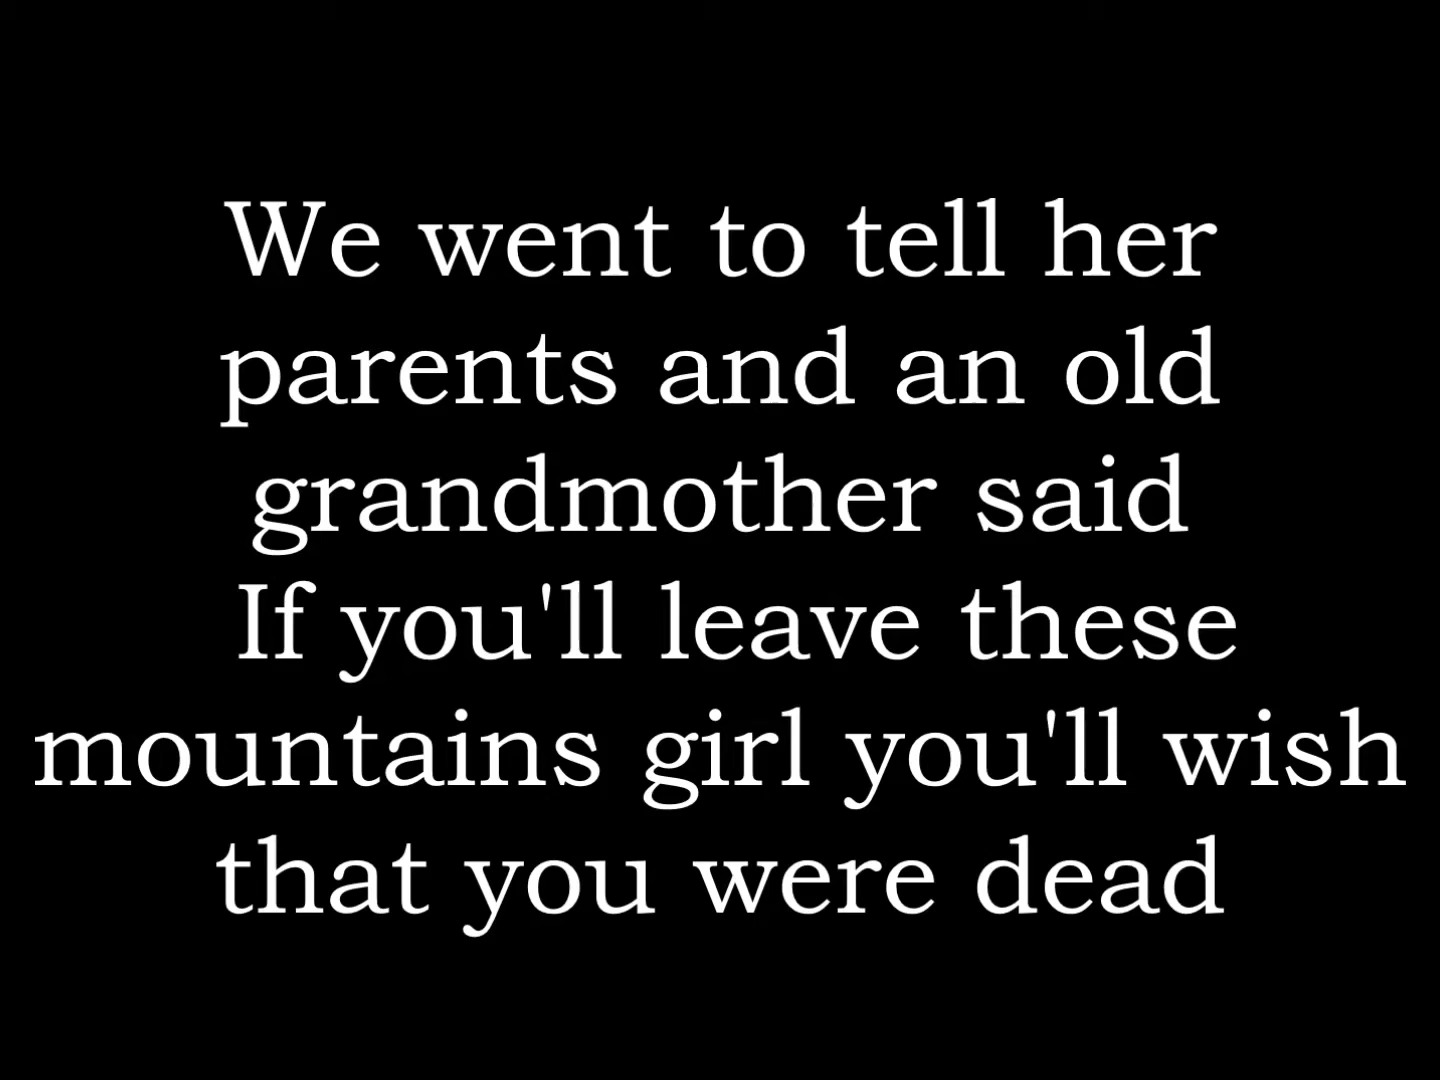 We went to tell her
parents and an old
grandmother said
If you'll leave these
mountains girl you'll wish
that you were dead